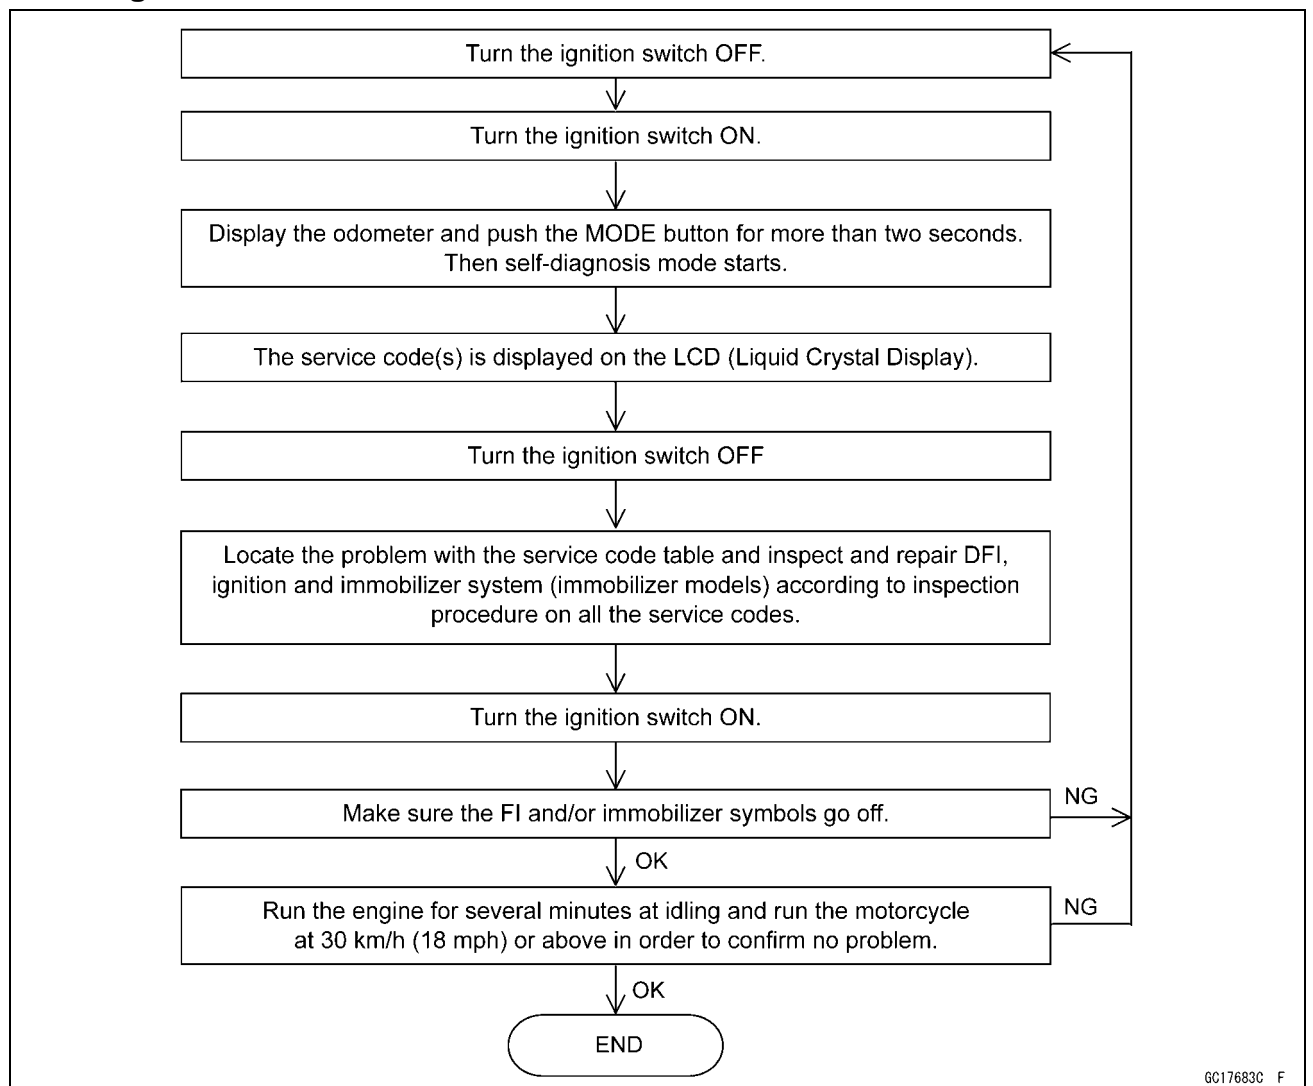 Turn the ignition switch OFF.
Turn the ignition switch ON.
Display the odometer and push the MODE button for more than two seconds.
Then self-diagnosis mode starts.
The service code(s) is displayed on the LCD (Liquid Crystal Display).
Turn the ignition switch OFF
Locate the problem with the service code table and inspect and repair DFI,
ignition and immobilizer system (immobilizer models) according to inspection
procedure on all the service codes.
Turn the ignition switch ON.
Make sure the FI and/or immobilizer symbols go off.
NG
OK
Run the engine for several minutes at idling and run the motorcycle
at 30 km/h (18 mph) or above in order to confirm no problem.
NG
OK
END
GC17683C F